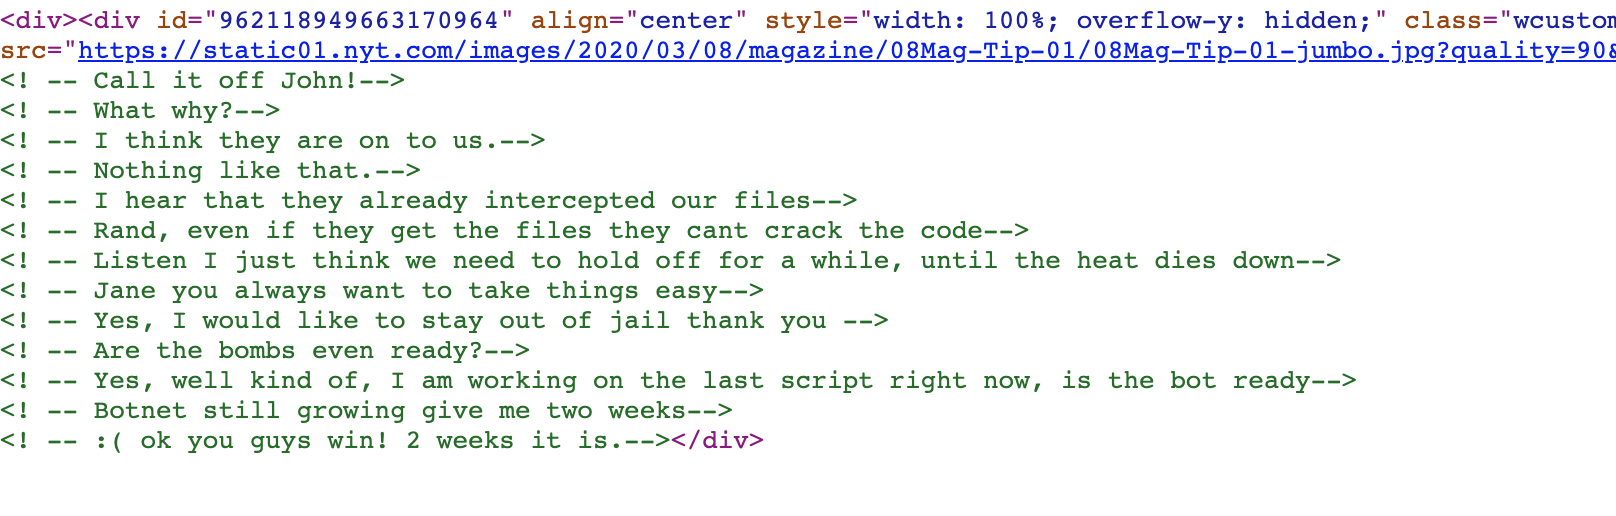 <div><div id="962118949663170964" align="center" style="width: 100%; overflow-y: hidden;" class="wcustom
src="https://static01.nyt.com/images/2020/03/08/magazine/08Mag-Tip-01/08Mag-Tip-01-jumbo.jpg?quality=90&
<! -- Call it off John!-->
<! -- What why?-->
<! -- I think they are on to us.-->
<! -- Nothing like that.-->
<! -- I hear that they already intercepted our files-->
<! -- Rand, even if they get the files they cant crack the code-->
<! -- Listen I just think we need to hold off for a while, until the heat dies down-->
<! -- Jane you always want to take things easy-->
<! -- Yes, I would like to stay out of jail thank you -->
<! -- Are the bombs even ready?-->
<! -- Yes, well kind of, I am working on the last script right now, is the bot ready-->
<! -- Botnet still growing give me two weeks-->
<! -- :( ok you guys win! 2 weeks it is.--></div>